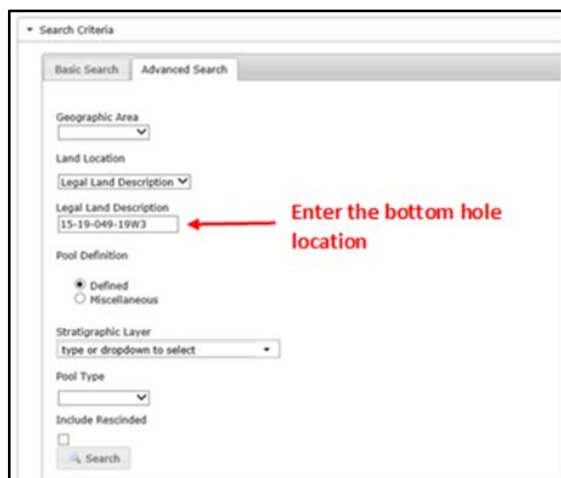 Search Criteria
Basic Search Advanced Search
Geographic Area
Land Location
Legal Land Description
Legal Land Description
15-19-049-19W3
Enter the bottom hole
location
Pool Definition
Defined
Miscellaneous
Stratigraphic Layer
type or dropdown to select
Pool Type
Include Rescinded
Search